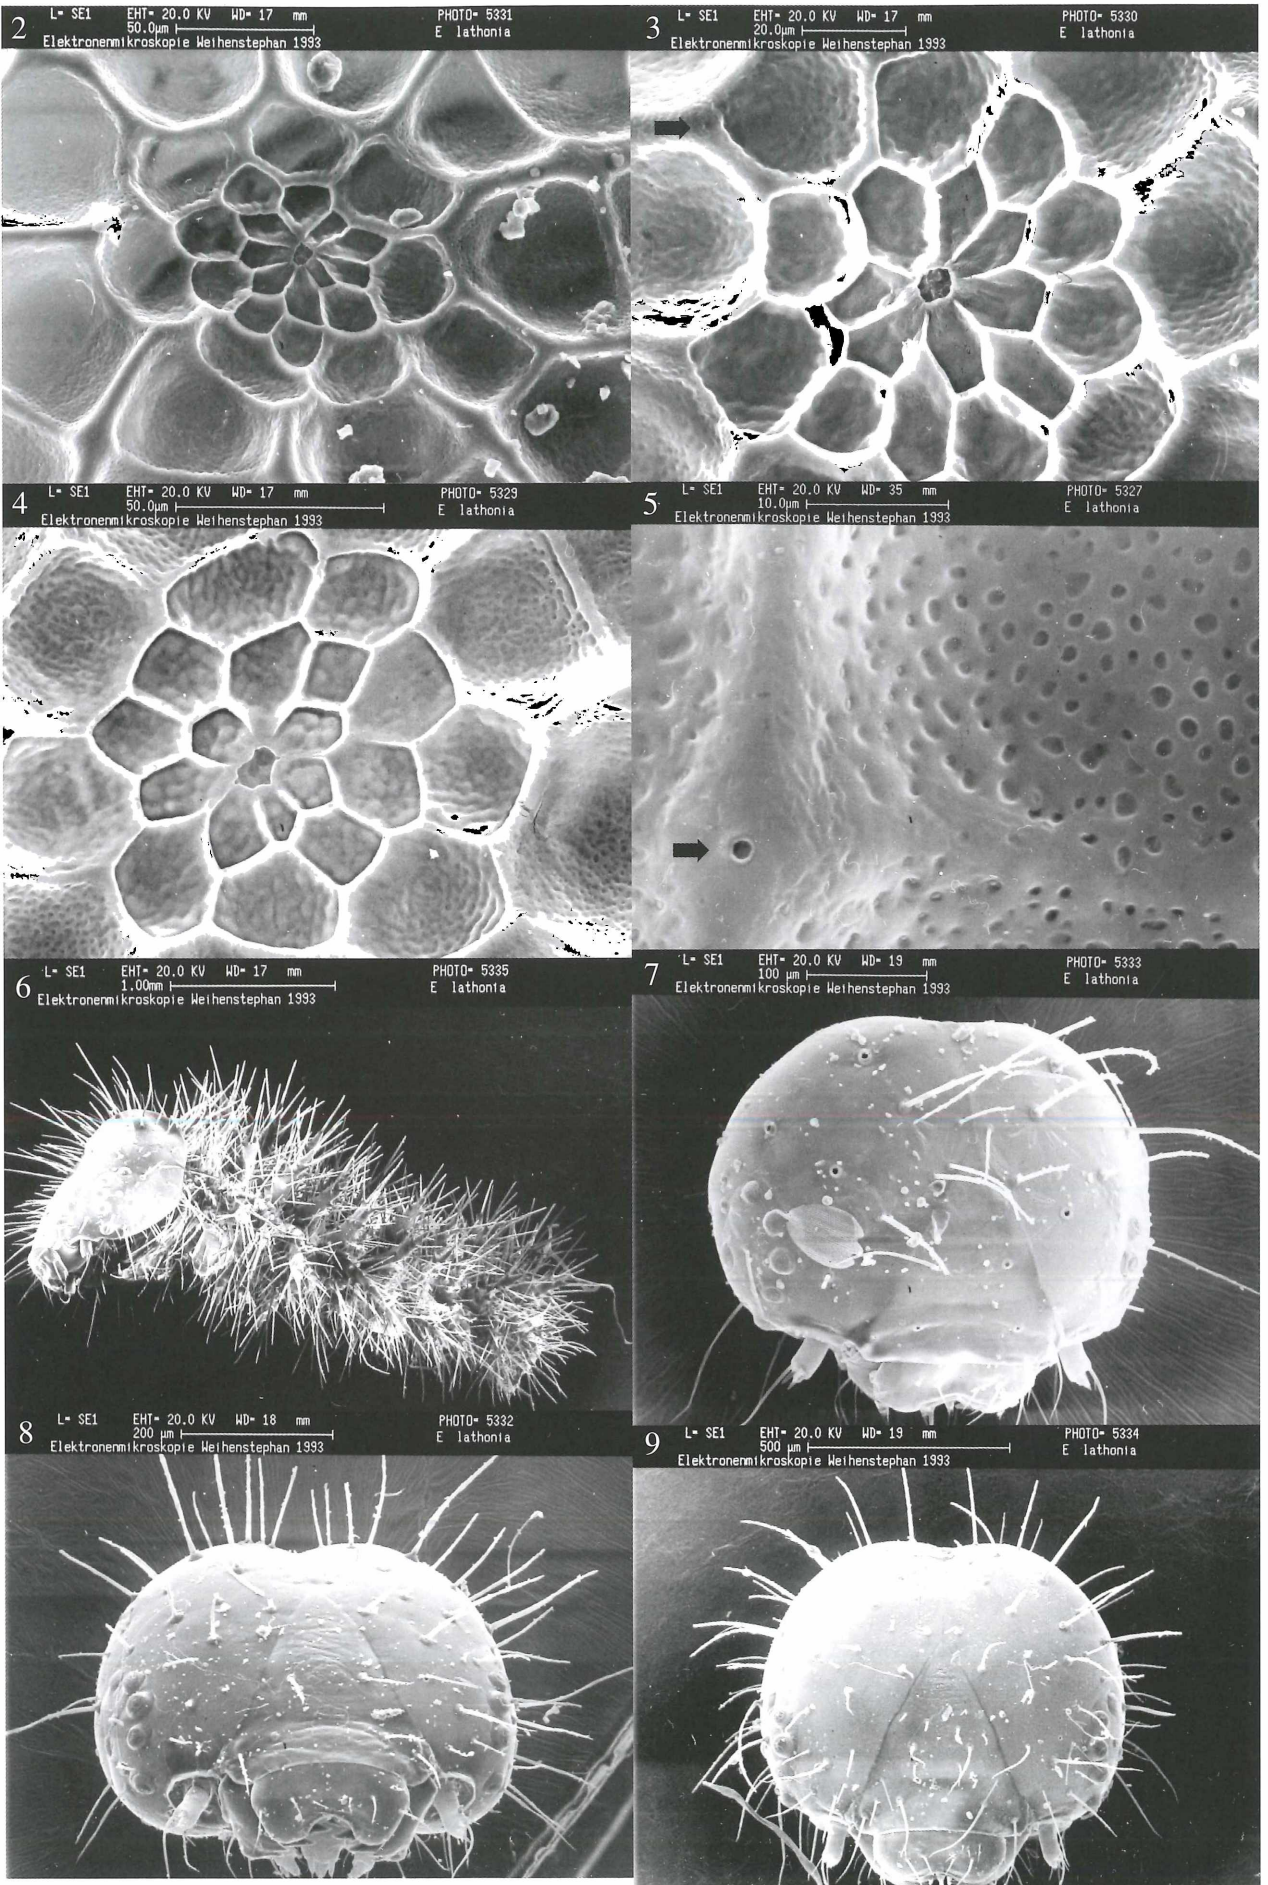 2
L- SE1 EHT- 20.0 KV WD- 17 mm PHOTO- 5331
50.0µm E lathonia
Elektronenmikroskopie Weihenstephan 1993
3
L- SE1 EHT- 20.0 KV WD- 17 mm PHOTO- 5330
20.0µm E lathonia
Elektronenmikroskopie Weihenstephan 1993
4
L- SE1 EHT- 20.0 KV WD- 17 mm PHOTO- 5329
50.0µm E lathonia
Elektronenmikroskopie Weihenstephan 1993
5
L- SE1 EHT- 20.0 KV WD- 35 mm PHOTO- 5327
10.0µm E lathonia
Elektronenmikroskopie Weihenstephan 1993
6
L- SE1 EHT- 20.0 KV WD- 17 mm PHOTO- 5335
1.00mm E lathonia
Elektronenmikroskopie Weihenstephan 1993
7
L- SE1 EHT- 20.0 KV WD- 19 mm PHOTO- 5333
100 µm E lathonia
Elektronenmikroskopie Weihenstephan 1993
8
L- SE1 EHT- 20.0 KV WD- 18 mm PHOTO- 5332
200 µm E lathonia
Elektronenmikroskopie Weihenstephan 1993
9
L- SE1 EHT- 20.0 KV WD- 19 mm PHOTO- 5334
500 µm E lathonia
Elektronenmikroskopie Weihenstephan 1993